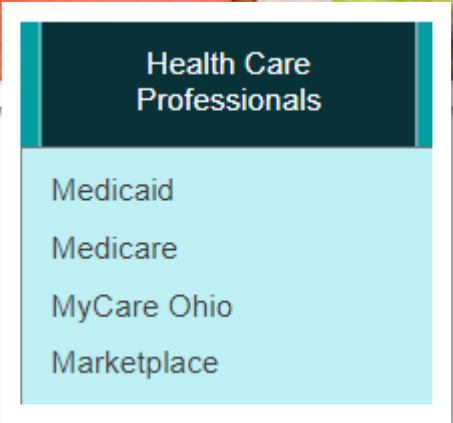 Health Care
Professionals
Medicaid
Medicare
MyCare Ohio
Marketplace